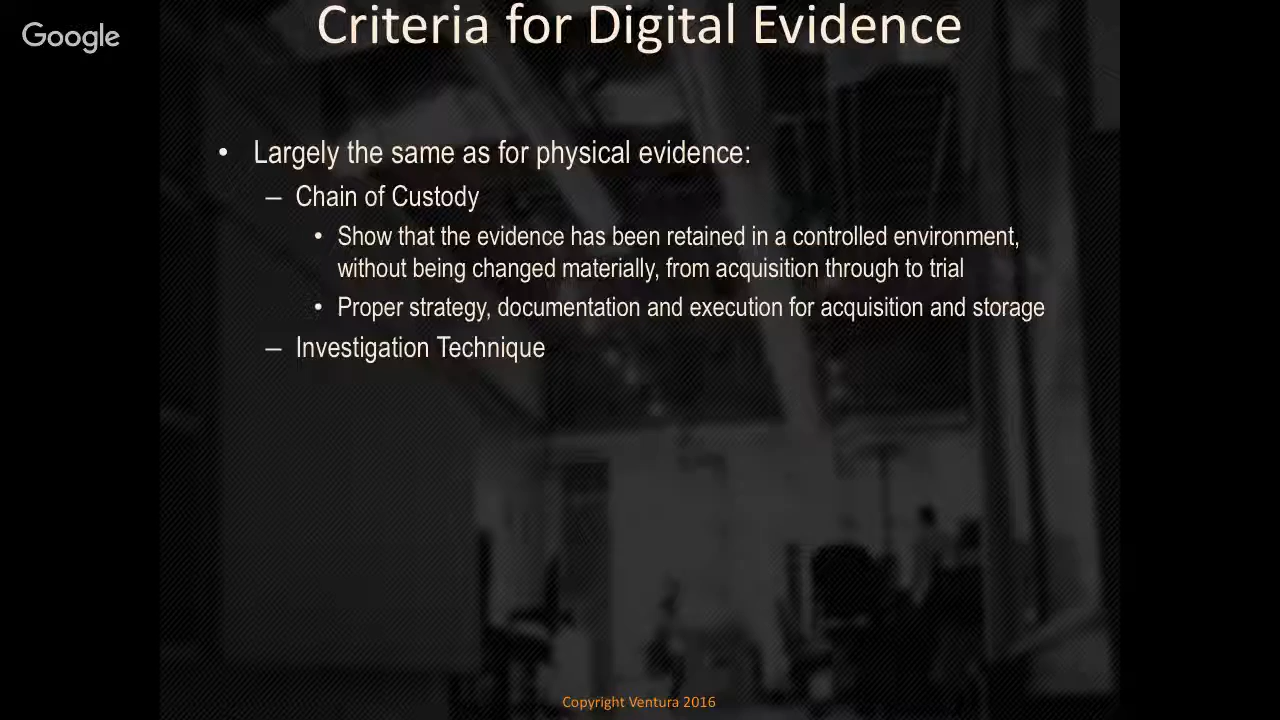 Google
Criteria for Digital Evidence
• Largely the same as for physical evidence:
– Chain of Custody
• Show that the evidence has been retained in a controlled environment,
without being changed materially, from acquisition through to trial
• Proper strategy, documentation and execution for acquisition and storage
– Investigation Technique
Copyright Ventura 2016